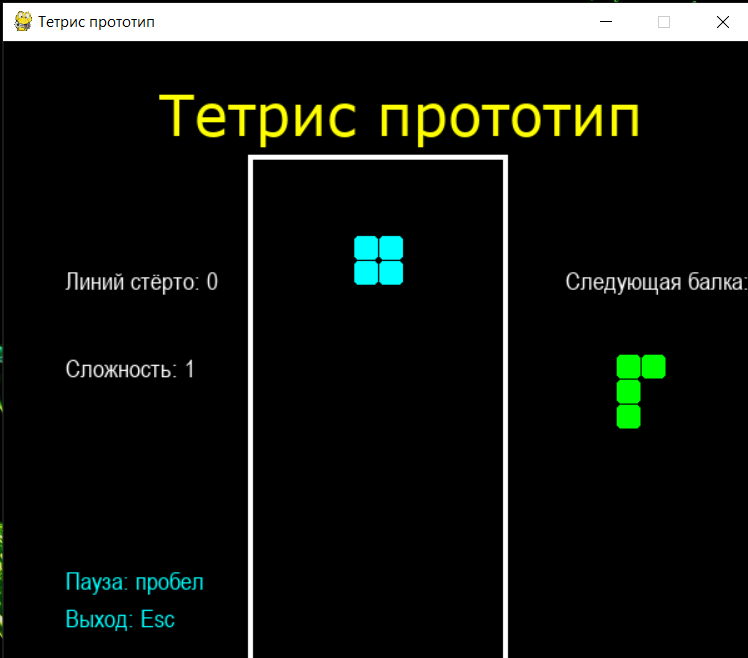 Тетрис прототип
Тетрис прототип
Линий стёрто: 0
Следующая балка:
Сложность: 1
Пауза: пробел
Выход: Esc